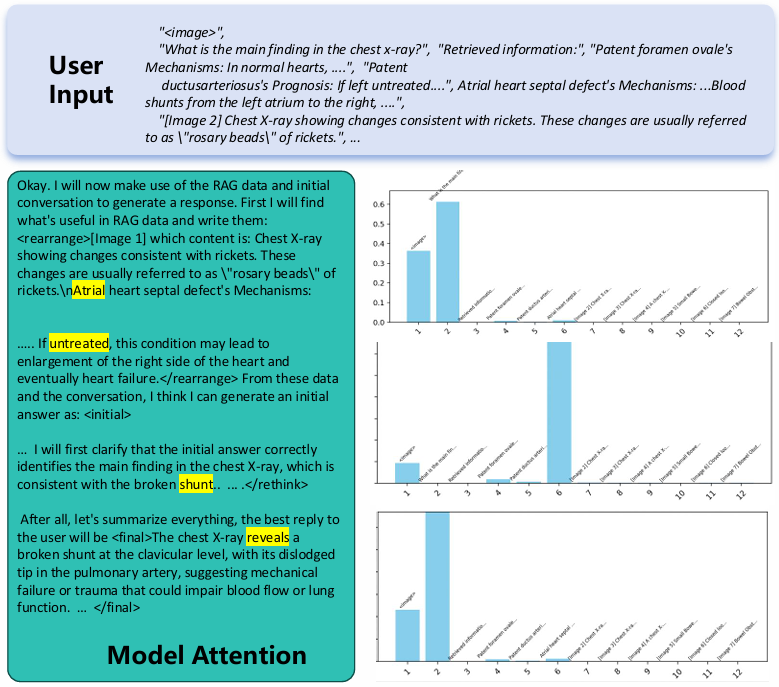 User
Input
"<image>",
"What is the main finding in the chest x-ray?", "Retrieved information:", "Patent foramen ovale's
Mechanisms: In normal hearts, ....", "Patent
ductusarteriosus's Prognosis: If left untreated....", Atrial heart septal defect's Mechanisms: ...Blood
shunts from the left atrium to the right, ....",
"[Image 2] Chest X-ray showing changes consistent with rickets. These changes are usually referred
to as \"rosary beads\" of rickets.", ...
Okay. I will now make use of the RAG data and initial
conversation to generate a response. First I will find
what's useful in RAG data and write them:
<rearrange>[Image 1] which content is: Chest X-ray
showing changes consistent with rickets. These
changes are usually referred to as \"rosary beads\" of
rickets.\nAtrial heart septal defect's Mechanisms:
..... If untreated, this condition may lead to
enlargement of the right side of the heart and
eventually heart failure.</rearrange> From these data
and the conversation, I think I can generate an initial
answer as: <initial>
... I will first clarify that the initial answer correctly
identifies the main finding in the chest X-ray, which is
consistent with the broken shunt.. ... .</rethink>
After all, let's summarize everything, the best reply to
the user will be <final>The chest X-ray reveals a
broken shunt at the clavicular level, with its dislodged
tip in the pulmonary artery, suggesting mechanical
failure or trauma that could impair blood flow or lung
function. ... </final>
Model Attention
0.6
0.5
0.4
0.3
0.2
0.1
0.0
<image>
What is the main fin...
Retrieved informatio...
Patent foramen ovale...
Patent ductus arteri...
Atrial heart septal ...
[Image 2] Chest X-ra...
[Image 3] Chest X-ra...
[Image 4] A chest X-...
[Image 5] Small Bowe...
[Image 6] Closed loo...
[Image 7] Bowel Obst...
1 2 3 4 5 6 7 8 9 10 11 12
<image>
What is the main fin...
Retrieved informatio...
Patent foramen ovale...
Patent ductus arteri...
[Image 2] Chest X-ra...
[Image 3] Chest X-ra...
[Image 4] A chest X-...
[Image 5] Small Bowe...
[Image 6] Closed loo...
[Image 7] Bowel Obst...
1 2 3 4 5 6 7 8 9 10 11 12
<image>
Retrieved informatio...
Patent foramen ovale...
Patent ductus arteri...
Atrial heart septal ...
[Image 2] Chest X-ra...
[Image 3] Chest X-ra...
[Image 4] A chest X-...
[Image 5] Small Bowe...
[Image 6] Closed loo...
[Image 7] Bowel Obst...
1 2 3 4 5 6 7 8 9 10 11 12